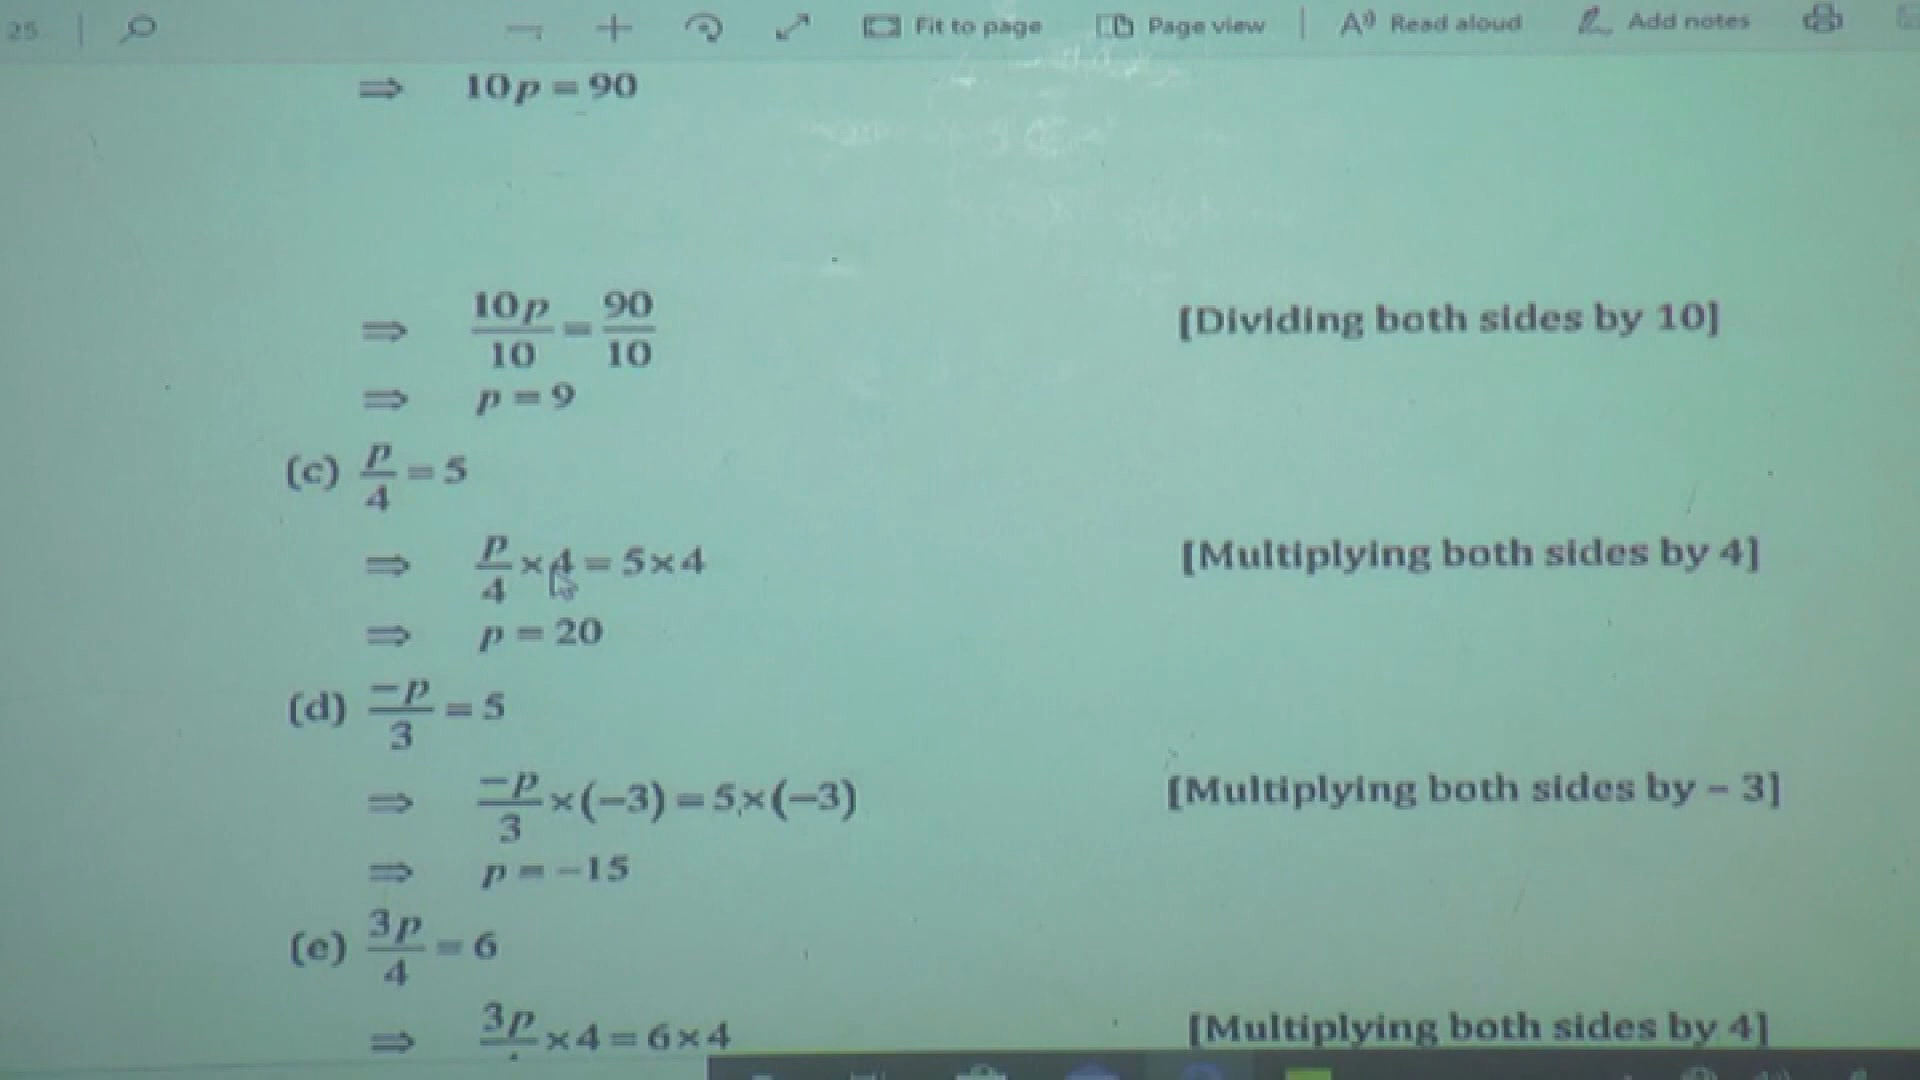 25 Fit to page Page view Read aloud Add notes
⇒ 10p = 90
⇒ 10p/10 = 90/10 [Dividing both sides by 10]
⇒ p = 9
(c) p/4 = 5
⇒ p/4 × 4 = 5 × 4 [Multiplying both sides by 4]
⇒ p = 20
(d) −p/3 = 5
⇒ −p/3 × (−3) = 5 × (−3) [Multiplying both sides by − 3]
⇒ p = −15
(e) 3p/4 = 6
⇒ 3p/ × 4 = 6 × 4 [Multiplying both sides by 4]